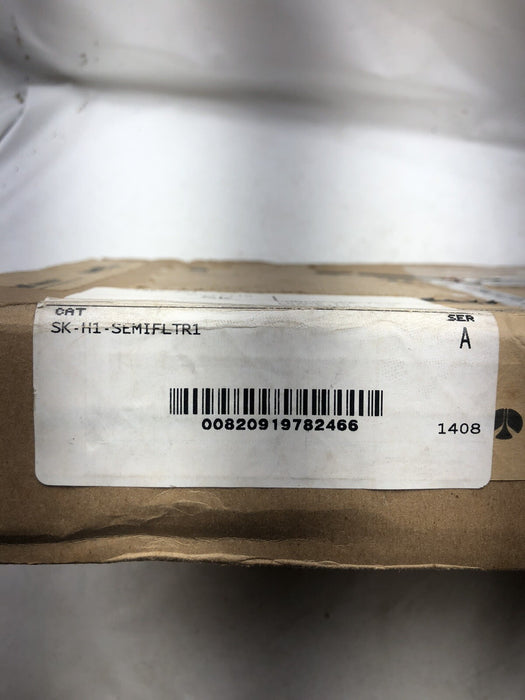 CAT
SER
SK-H1-SEMIFLTR1
A
00820919782466
1408